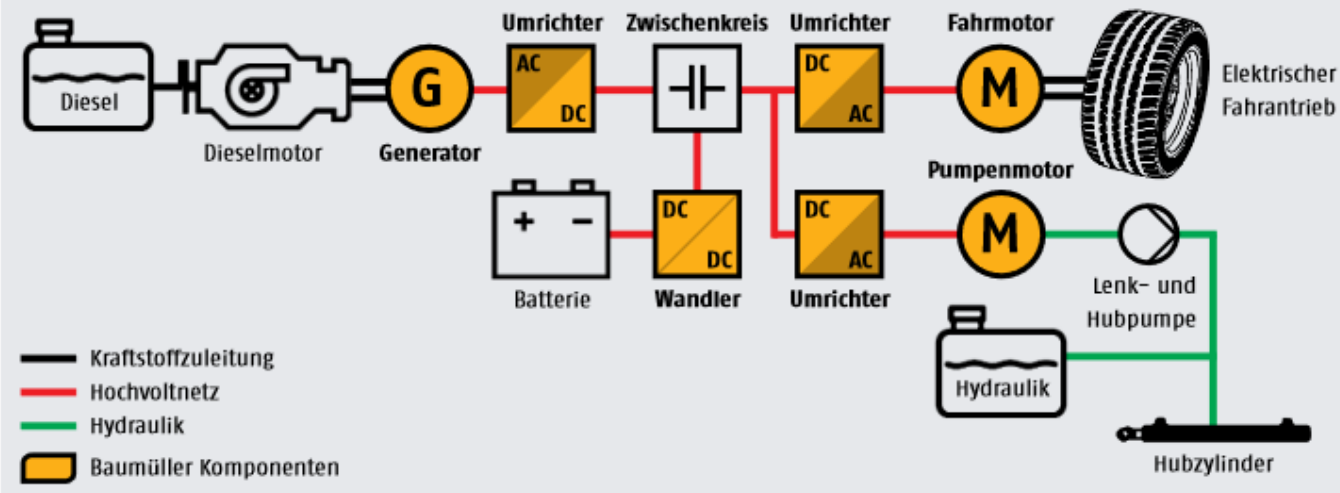 Umrichter
Zwischenkreis
Umrichter
Fahrmotor
Diesel
G
AC
DC
DC
AC
M
Elektrischer
Fahrantrieb
Dieselmotor
Generator
Pumpenmotor
+ −
DC
DC
DC
AC
M
Batterie
Wandler
Umrichter
Lenk- und
Hubpumpe
Hydraulik
Hubzylinder
Kraftstoffzuleitung
Hochvoltnetz
Hydraulik
Baumüller Komponenten